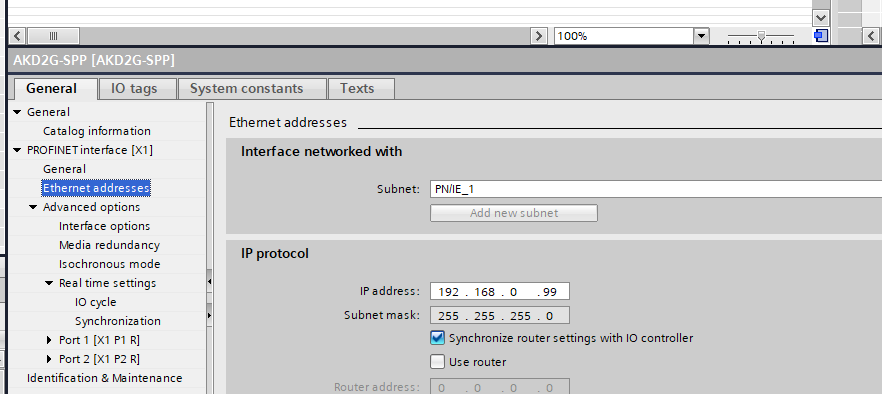 100%
AKD2G-SPP [AKD2G-SPP]
General IO tags System constants Texts
General
Catalog information
PROFINET interface [X1]
General
Ethernet addresses
Advanced options
Interface options
Media redundancy
Isochronous mode
Real time settings
IO cycle
Synchronization
Port 1 [X1 P1 R]
Port 2 [X1 P2 R]
Identification & Maintenance
Ethernet addresses
Interface networked with
Subnet: PN/IE_1
Add new subnet
IP protocol
IP address: 192 . 168 . 0 . 99
Subnet mask: 255 . 255 . 255 . 0
Synchronize router settings with IO controller
Use router
Router address: 0 . 0 . 0 . 0